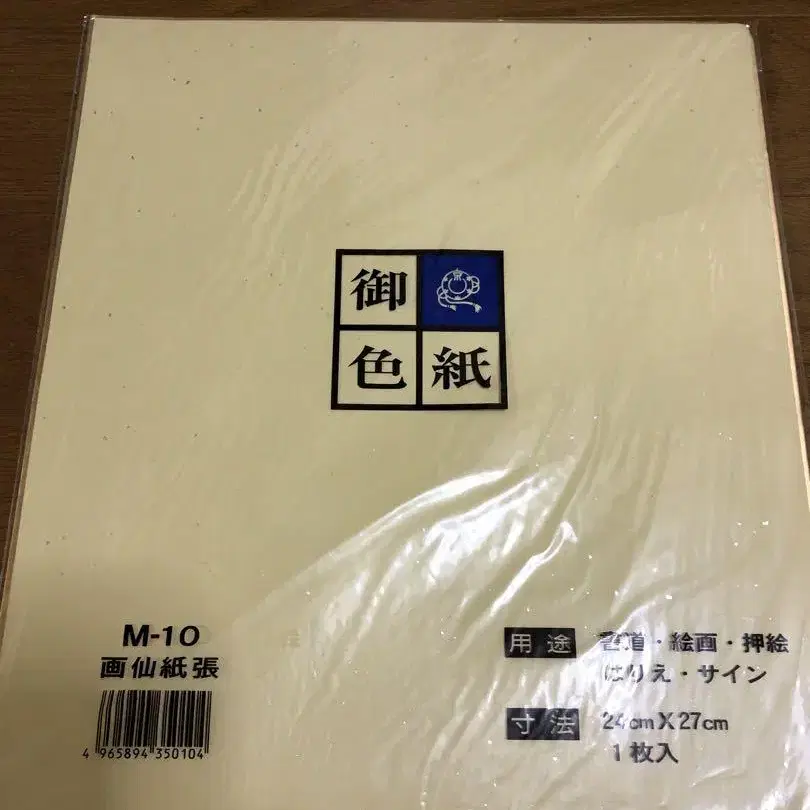 御
色紙
M-10
画仙紙張
4 965894 350104
用途 書道・絵画・押絵
はりえ・サイン
寸法 24cm X 27cm
1枚入